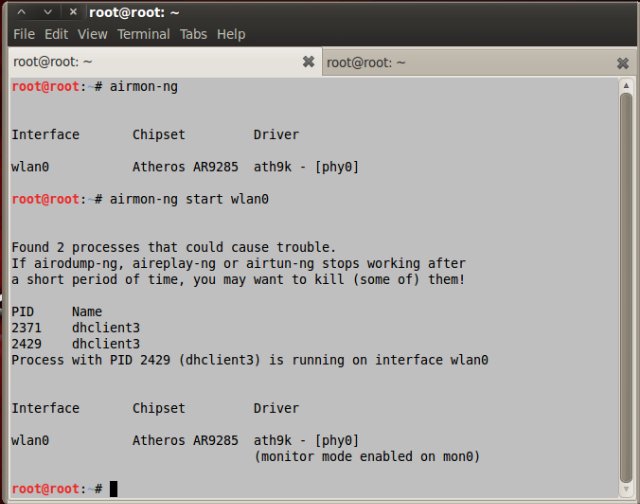 root@root: ~
File Edit View Terminal Tabs Help
root@root: ~ root@root: ~
root@root:~# airmon-ng
Interface Chipset Driver
wlan0 Atheros AR9285 ath9k - [phy0]
root@root:~# airmon-ng start wlan0
Found 2 processes that could cause trouble.
If airodump-ng, aireplay-ng or airtun-ng stops working after
a short period of time, you may want to kill (some of) them!
PID Name
2371 dhclient3
2429 dhclient3
Process with PID 2429 (dhclient3) is running on interface wlan0
Interface Chipset Driver
wlan0 Atheros AR9285 ath9k - [phy0]
(monitor mode enabled on mon0)
root@root:~#